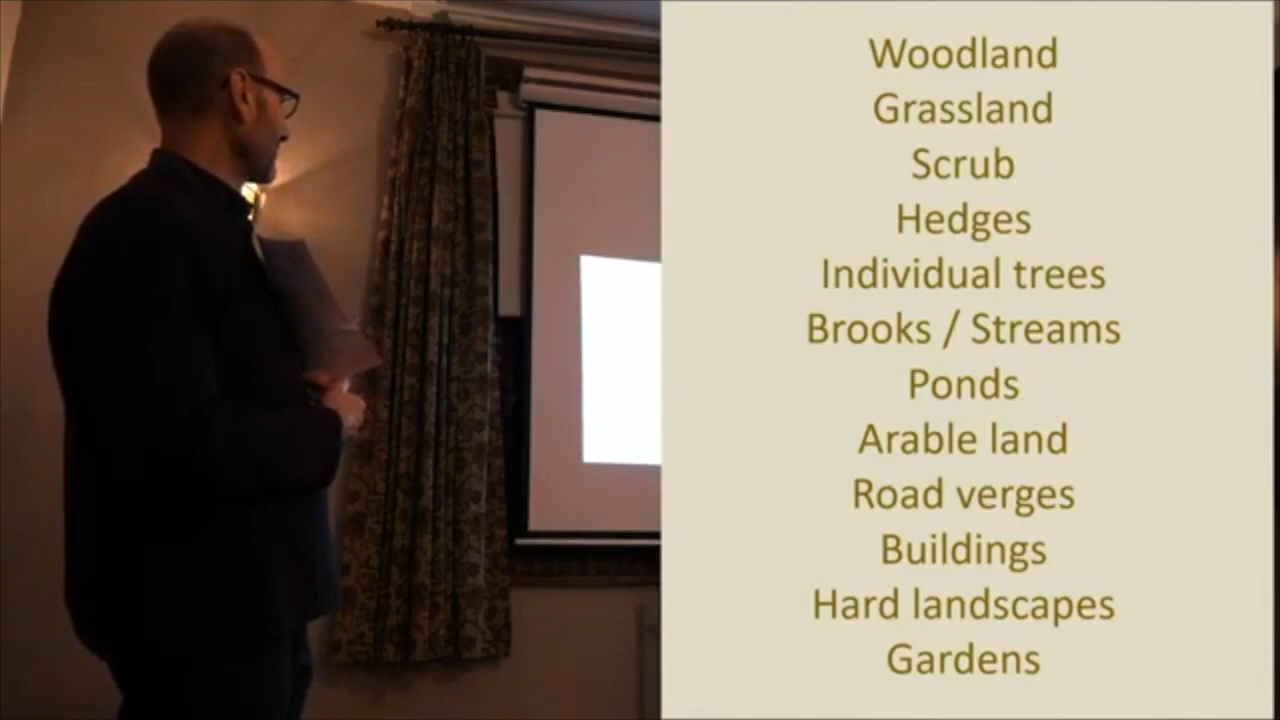 Woodland
Grassland
Scrub
Hedges
Individual trees
Brooks / Streams
Ponds
Arable land
Road verges
Buildings
Hard landscapes
Gardens